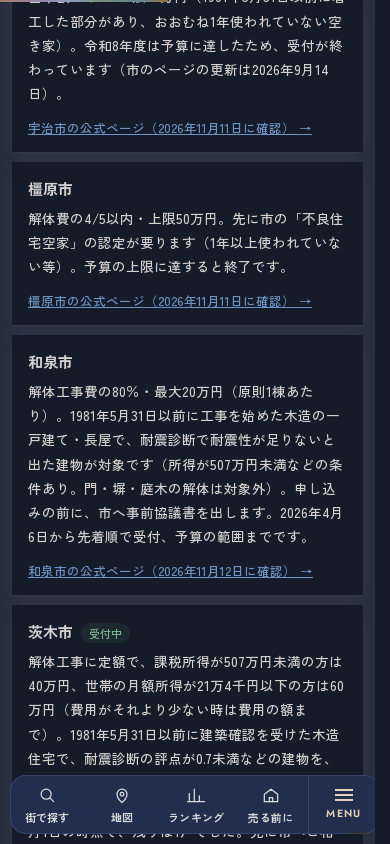 工した部分があり、おおむね1年使われていない空
き家）。令和8年度は予算に達したため、受付が終
わっています（市のページの更新は2026年9月14
日）。
宇治市の公式ページ（2026年11月11日に確認） →
橿原市
解体費の4/5以内・上限50万円。先に市の「不良住
宅空家」の認定が要ります（1年以上使われていな
い等）。予算の上限に達すると終了です。
橿原市の公式ページ（2026年11月11日に確認） →
和泉市
解体工事費の80%・最大20万円（原則1棟あた
り）。1981年5月31日以前に工事を始めた木造の一
戸建て・長屋で、耐震診断で耐震性が足りないと
出た建物が対象です（所得が507万円未満などの条
件あり。門・塀・庭木の解体は対象外）。申し込
みの前に、市へ事前協議書を出します。2026年4月
6日から先着順で受付、予算の範囲までです。
和泉市の公式ページ（2026年11月12日に確認） →
茨木市 受付中
解体工事に定額で、課税所得が507万円未満の方は
40万円、世帯の月額所得が21万4千円以下の方は60
万円（費用がそれより少ない時は費用の額ま
で）。1981年5月31日以前に建築確認を受けた木造
住宅で、耐震診断の評点が0.7未満などの建物を、
街で探す 地図 ランキング 売る前に MENU